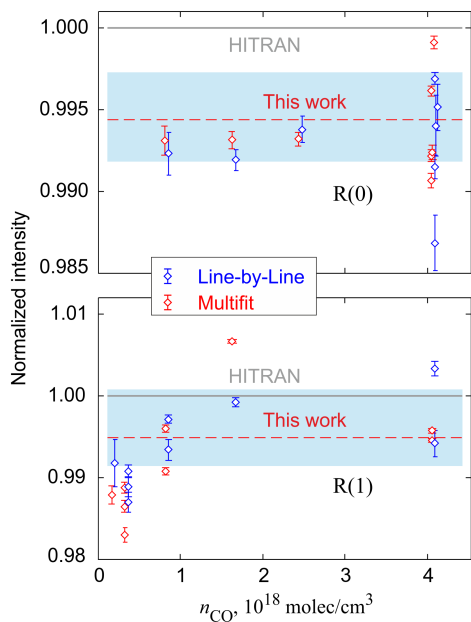 Normalized intensity
1.000
HITRAN
0.995
This work
0.990
R(0)
0.985
Line-by-Line
Multifit
1.01
HITRAN
1.00
This work
0.99
R(1)
0.98
0 1 2 3 4
nCO, 10^18 molec/cm^3